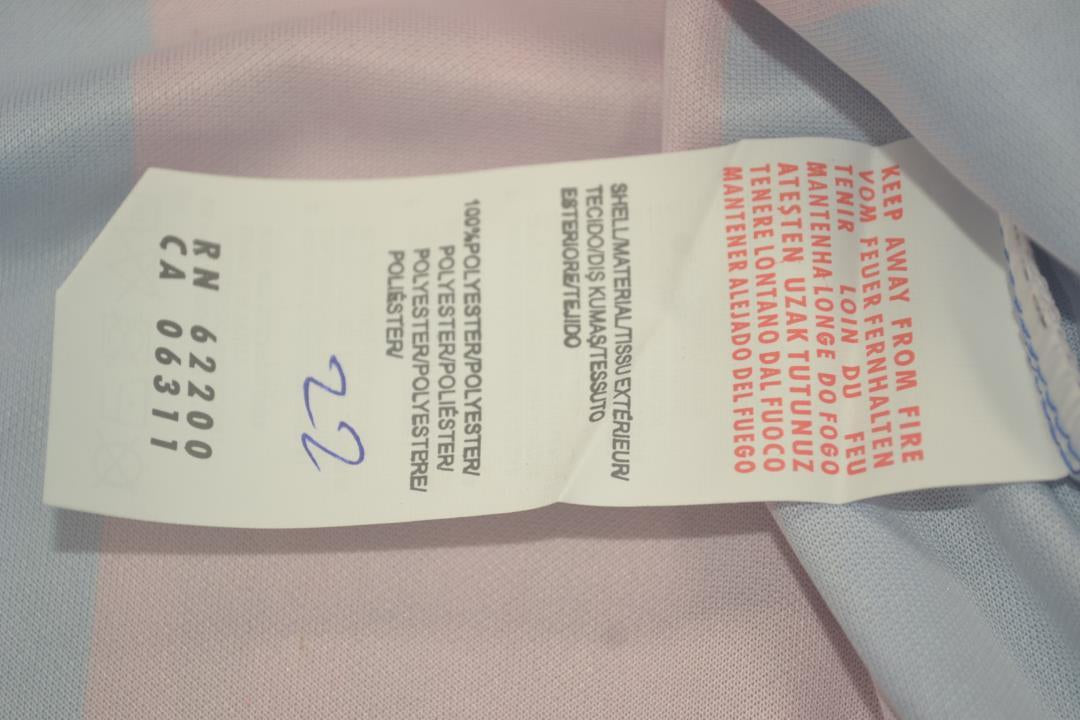 KEEP AWAY FROM FIRE
VOM FEUER FERNHALTEN
TENIR LOIN DU FEU
MANTENHA LONGE DO FOGO
ATEŞTEN UZAK TUTUNUZ
TENERE LONTANO DAL FUOCO
MANTENER ALEJADO DEL FUEGO
SHELL/MATERIAL/TISSU EXTÉRIEUR/
TECIDO/DIŞ KUMAŞ/TESSUTO
ESTERIORE/TEJIDO
100%POLYESTER/POLYESTER/
POLYESTER/POLIÉSTER/
POLYESTER/POLYESTERE/
POLIÉSTER/
22
RN 62200
CA 06311